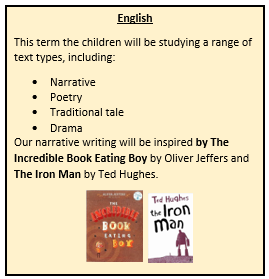 English
This term the children will be studying a range of
text types, including:
• Narrative
• Poetry
• Traditional tale
• Drama
Our narrative writing will be inspired by The
Incredible Book Eating Boy by Oliver Jeffers and
The Iron Man by Ted Hughes.
THE
INCREDIBLE
BOOK
EATING
BOY
Ted Hughes
the Iron
man